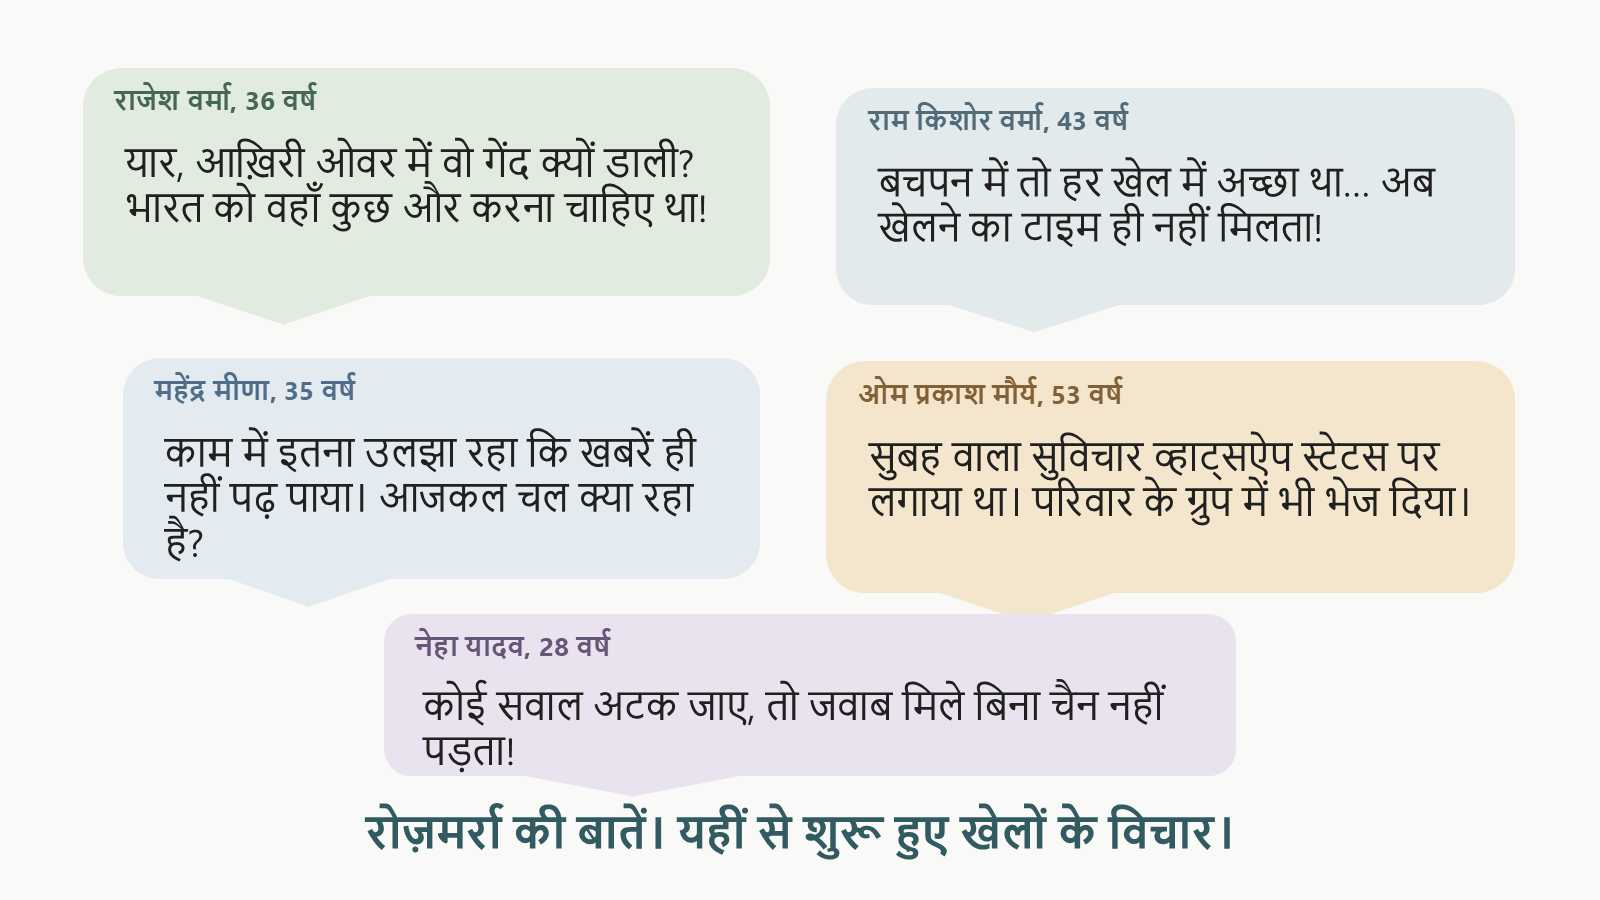 राजेश वर्मा, 36 वर्ष
यार, आख़िरी ओवर में वो गेंद क्यों डाली?
भारत को वहाँ कुछ और करना चाहिए था!
राम किशोर वर्मा, 43 वर्ष
बचपन में तो हर खेल में अच्छा था... अब
खेलने का टाइम ही नहीं मिलता!
महेंद्र मीणा, 35 वर्ष
काम में इतना उलझा रहा कि खबरें ही
नहीं पढ़ पाया। आजकल चल क्या रहा
है?
ओम प्रकाश मौर्य, 53 वर्ष
सुबह वाला सुविचार व्हाट्सऐप स्टेटस पर
लगाया था। परिवार के ग्रुप में भी भेज दिया।
नेहा यादव, 28 वर्ष
कोई सवाल अटक जाए, तो जवाब मिले बिना चैन नहीं
पड़ता!
रोज़मर्रा की बातें। यहीं से शुरू हुए खेलों के विचार।